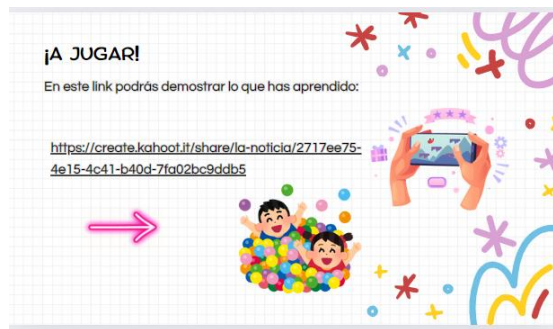 ¡A JUGAR!
En este link podrás demostrar lo que has aprendido:
https://create.kahoot.it/share/la-noticia/2717ee75-
4e15-4c41-b40d-7fa02bc9ddb5